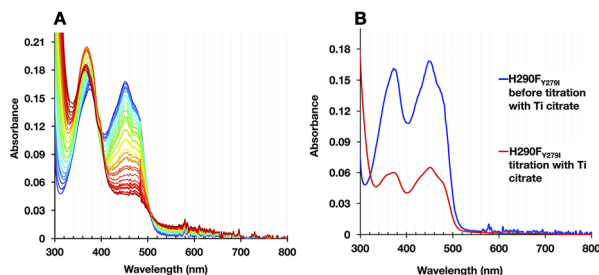 A
B
0.21
0.18
0.15
0.12
0.09
0.06
0.03
0
Absorbance
300
400
500
600
700
800
Wavelength (nm)
0.18
0.15
0.12
0.09
0.06
0.03
0
Absorbance
300
400
500
600
700
800
Wavelength (nm)
H290FY279I
before titration
with Ti citrate
H290FY279I
titration with Ti
citrate